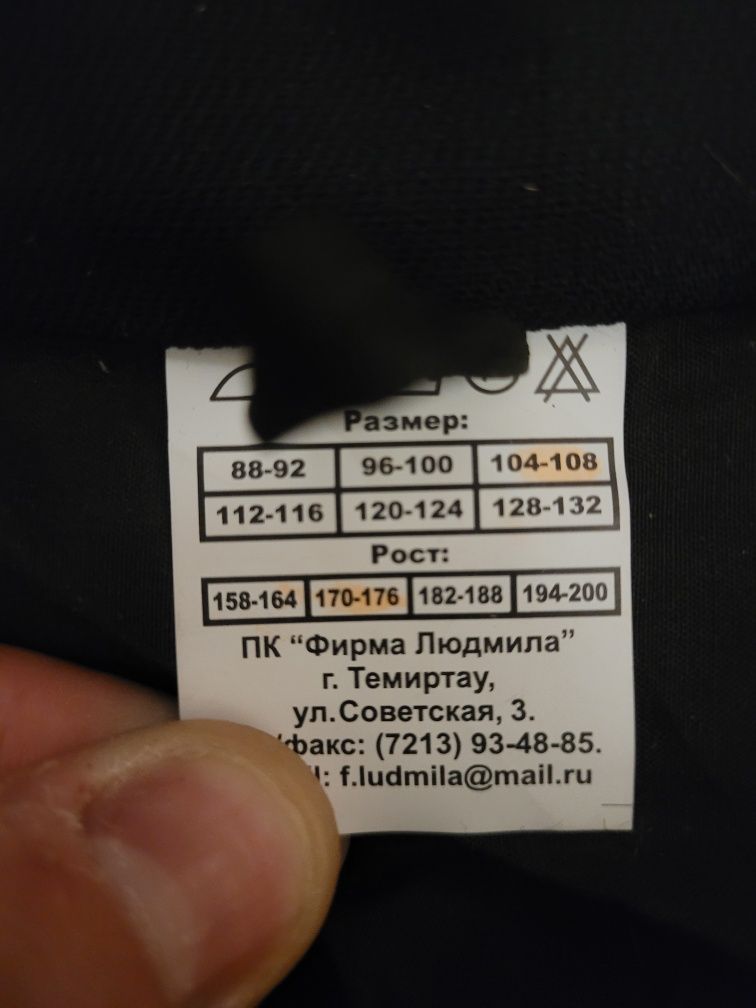 Размер:
88-92 96-100 104-108
112-116 120-124 128-132
Рост:
158-164 170-176 182-188 194-200
ПК “Фирма Людмила”
г. Темиртау,
ул.Советская, 3.
факс: (7213) 93-48-85.
f.ludmila@mail.ru